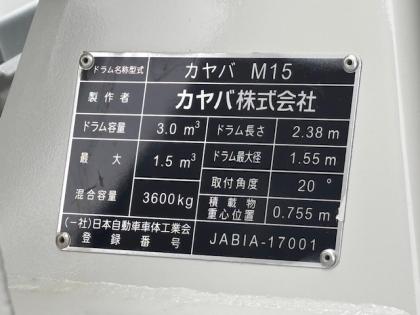 ドラム名称型式 カヤバ M15
製作者 カヤバ株式会社
ドラム容量 3.0 m³ ドラム長さ 2.38 m
最大 1.5 m³ ドラム最大径 1.55 m
混合容量 3600kg 取付角度 20°
積載物
重心位置 0.755 m
(一社)日本自動車車体工業会
登録番号 JABIA-17001